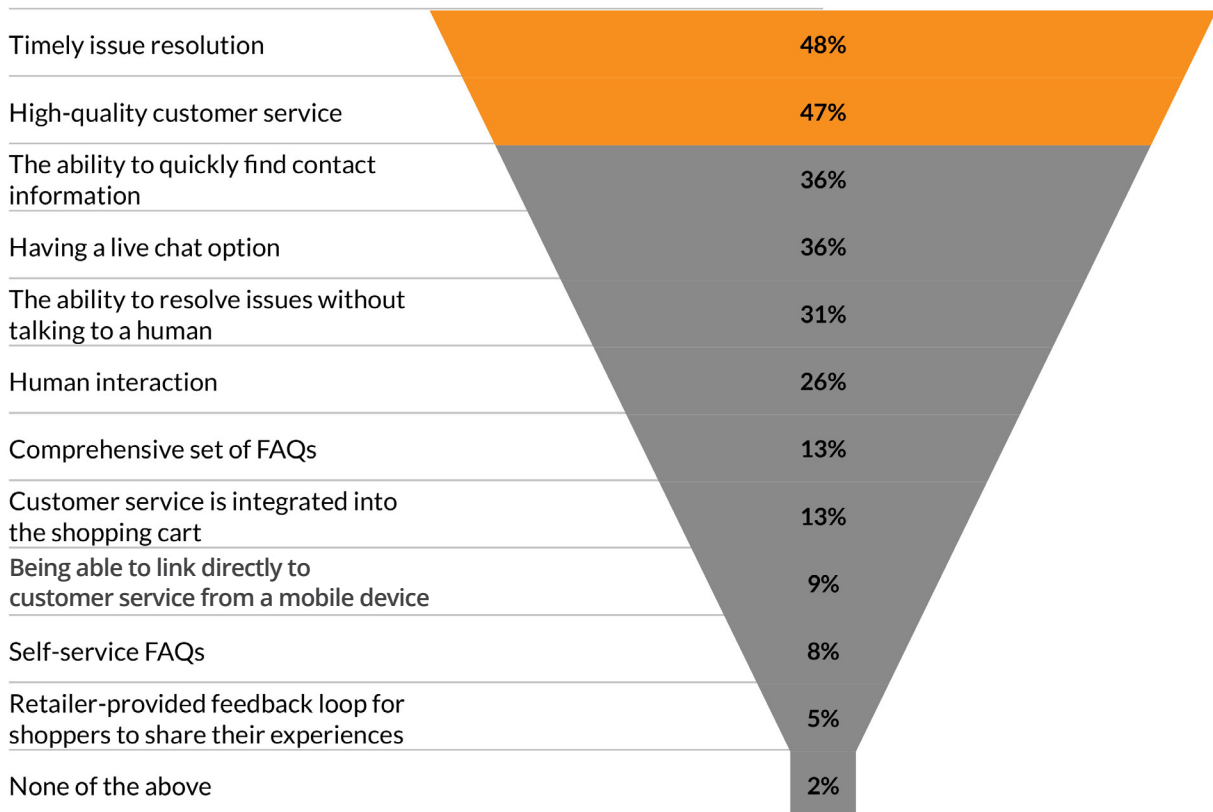 Timely issue resolution 48%
High-quality customer service 47%
The ability to quickly find contact
information 36%
Having a live chat option 36%
The ability to resolve issues without
talking to a human 31%
Human interaction 26%
Comprehensive set of FAQs 13%
Customer service is integrated into
the shopping cart 13%
Being able to link directly to
customer service from a mobile device 9%
Self-service FAQs 8%
Retailer-provided feedback loop for
shoppers to share their experiences 5%
None of the above 2%